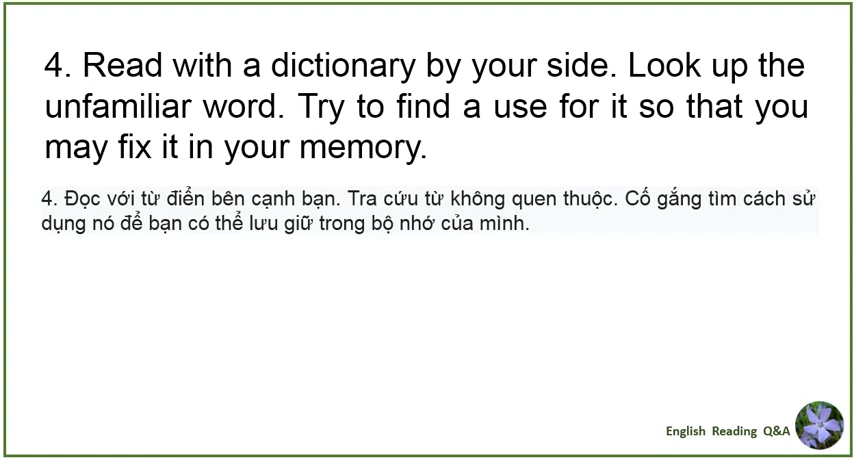 4. Read with a dictionary by your side. Look up the
unfamiliar word. Try to find a use for it so that you
may fix it in your memory.
4. Đọc với từ điển bên cạnh bạn. Tra cứu từ không quen thuộc. Cố gắng tìm cách sử
dụng nó để bạn có thể lưu giữ trong bộ nhớ của mình.
English Reading Q&A